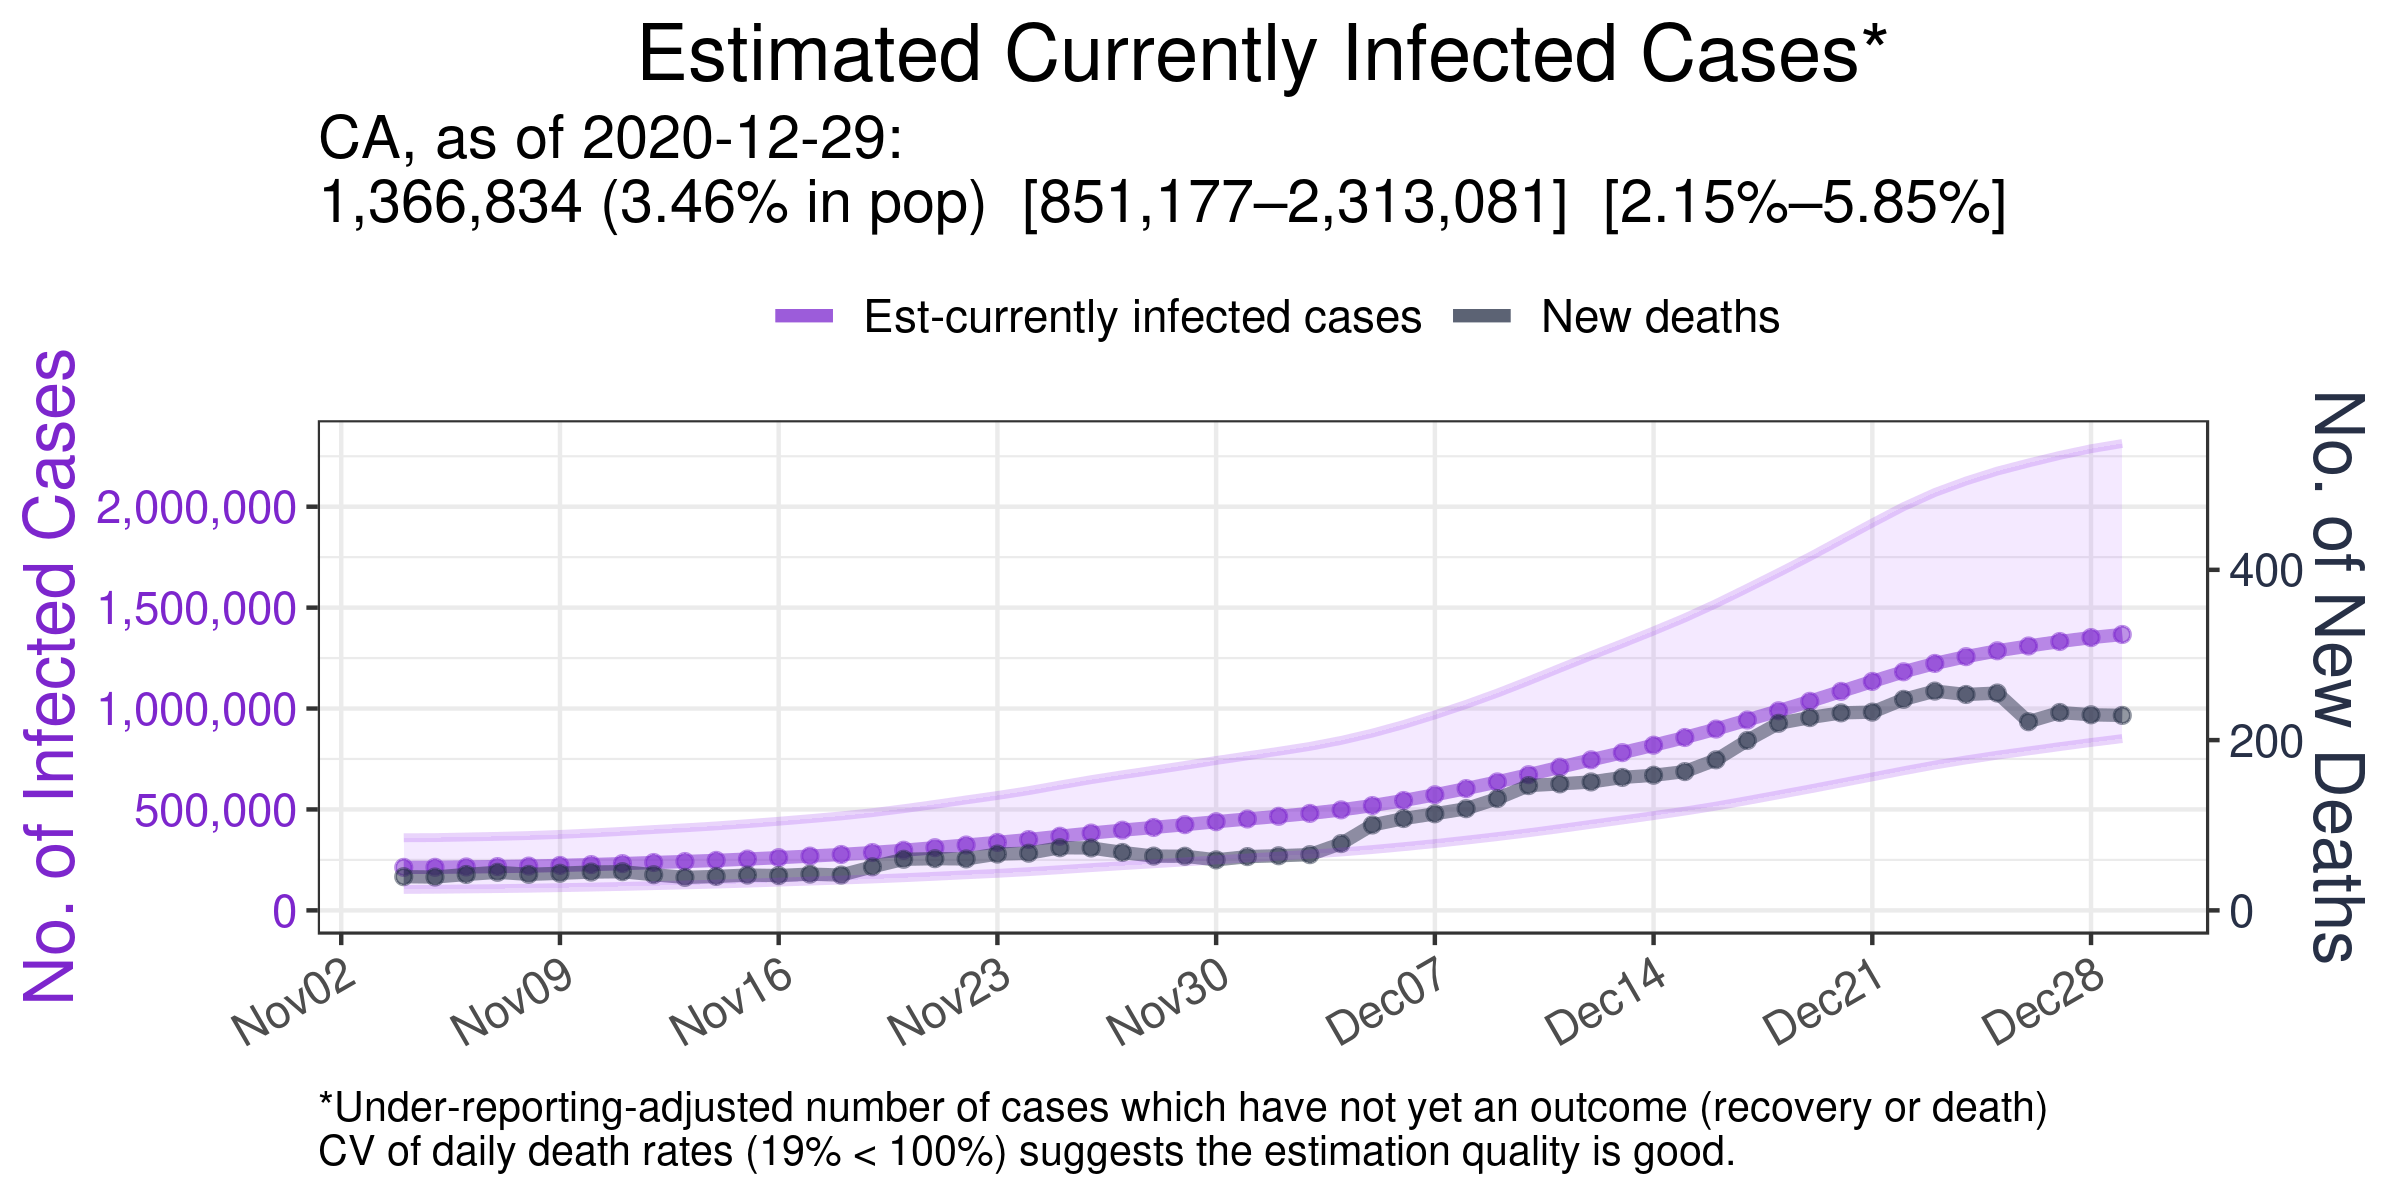 Estimated Currently Infected Cases*
CA, as of 2020-12-29:
1,366,834 (3.46% in pop) [851,177–2,313,081] [2.15%–5.85%]
Est-currently infected cases
New deaths
No. of Infected Cases
2,000,000
1,500,000
1,000,000
500,000
0
400
200
0
No. of New Deaths
Nov02
Nov09
Nov16
Nov23
Nov30
Dec07
Dec14
Dec21
Dec28
*Under-reporting-adjusted number of cases which have not yet an outcome (recovery or death)
CV of daily death rates (19% < 100%) suggests the estimation quality is good.